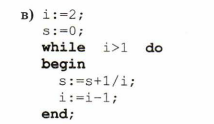 в) i:=2;
s:=0;
while i>1 do
begin
s:=s+1/i;
i:=i-1;
end;